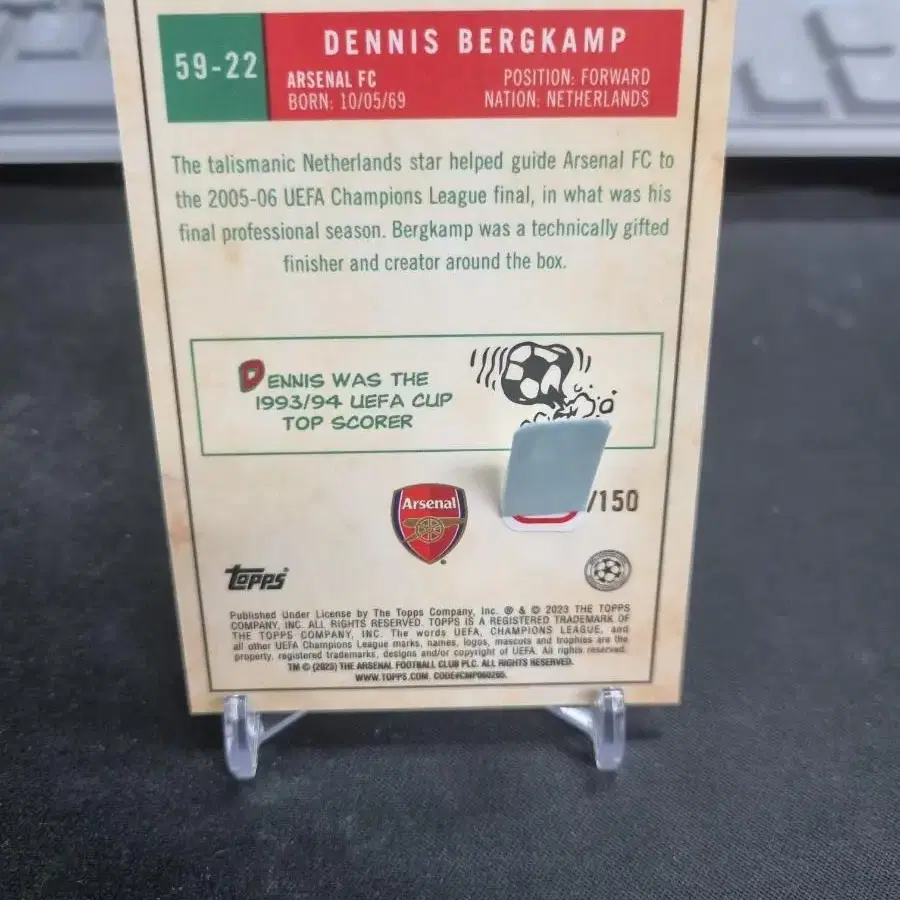 59-22
DENNIS BERGKAMP
ARSENAL FC
BORN: 10/05/69
POSITION: FORWARD
NATION: NETHERLANDS
The talismanic Netherlands star helped guide Arsenal FC to
the 2005-06 UEFA Champions League final, in what was his
final professional season. Bergkamp was a technically gifted
finisher and creator around the box.
DENNIS WAS THE
1993/94 UEFA CUP
TOP SCORER
Arsenal
/150
Topps
Published Under License by The Topps Company, Inc. ® & © 2023 THE TOPPS
COMPANY, INC. ALL RIGHTS RESERVED. TOPPS IS A REGISTERED TRADEMARK OF
THE TOPPS COMPANY, INC. The words UEFA, CHAMPIONS LEAGUE, and
all other UEFA Champions League marks, names, logos, mascots and trophies are the
property, registered trademarks, designs and/or copyright of UEFA. All rights reserved.
TM © (2023) THE ARSENAL FOOTBALL CLUB PLC. ALL RIGHTS RESERVED.
WWW.TOPPS.COM. CODE#CMP060265.